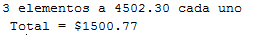 3 elementos a 4502.30 cada uno
Total = $1500.77